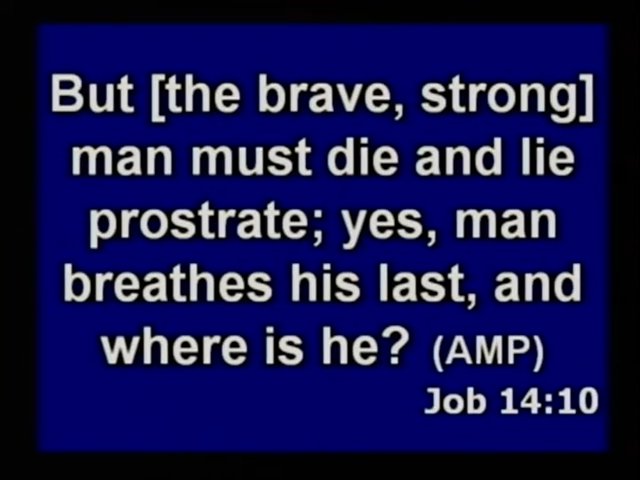 But [the brave, strong]
man must die and lie
prostrate; yes, man
breathes his last, and
where is he? (AMP)
Job 14:10